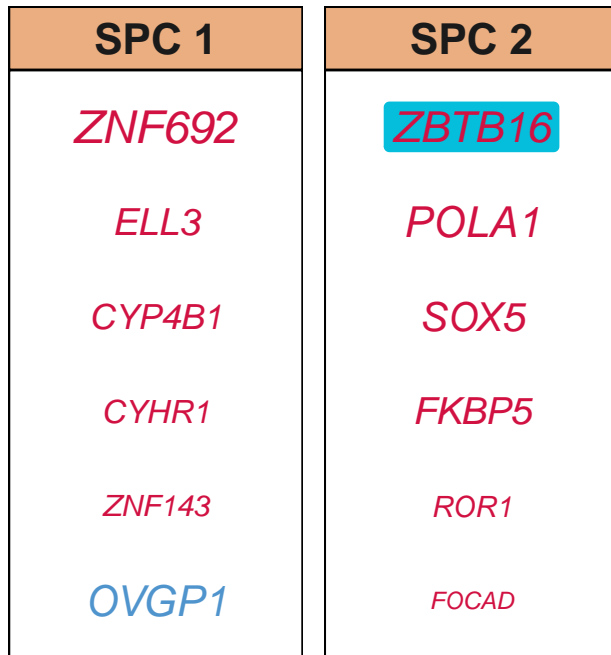 SPC 1
ZNF692
ELL3
CYP4B1
CYHR1
ZNF143
OVGP1
SPC 2
ZBTB16
POLA1
SOX5
FKBP5
ROR1
FOCAD